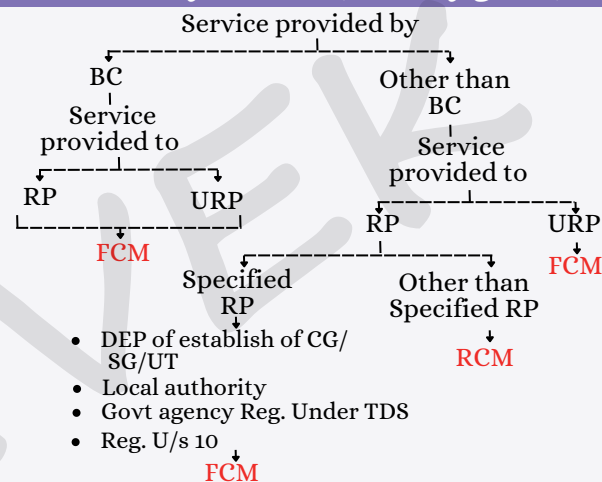 Service provided by
BC
Service
provided to
RP
URP
FCM
Other than
BC
Service
provided to
RP
URP
FCM
Specified
RP
• DEP of establish of CG/
SG/UT
• Local authority
• Govt agency Reg. Under TDS
• Reg. U/s 10
FCM
Other than
Specified RP
RCM
VEK